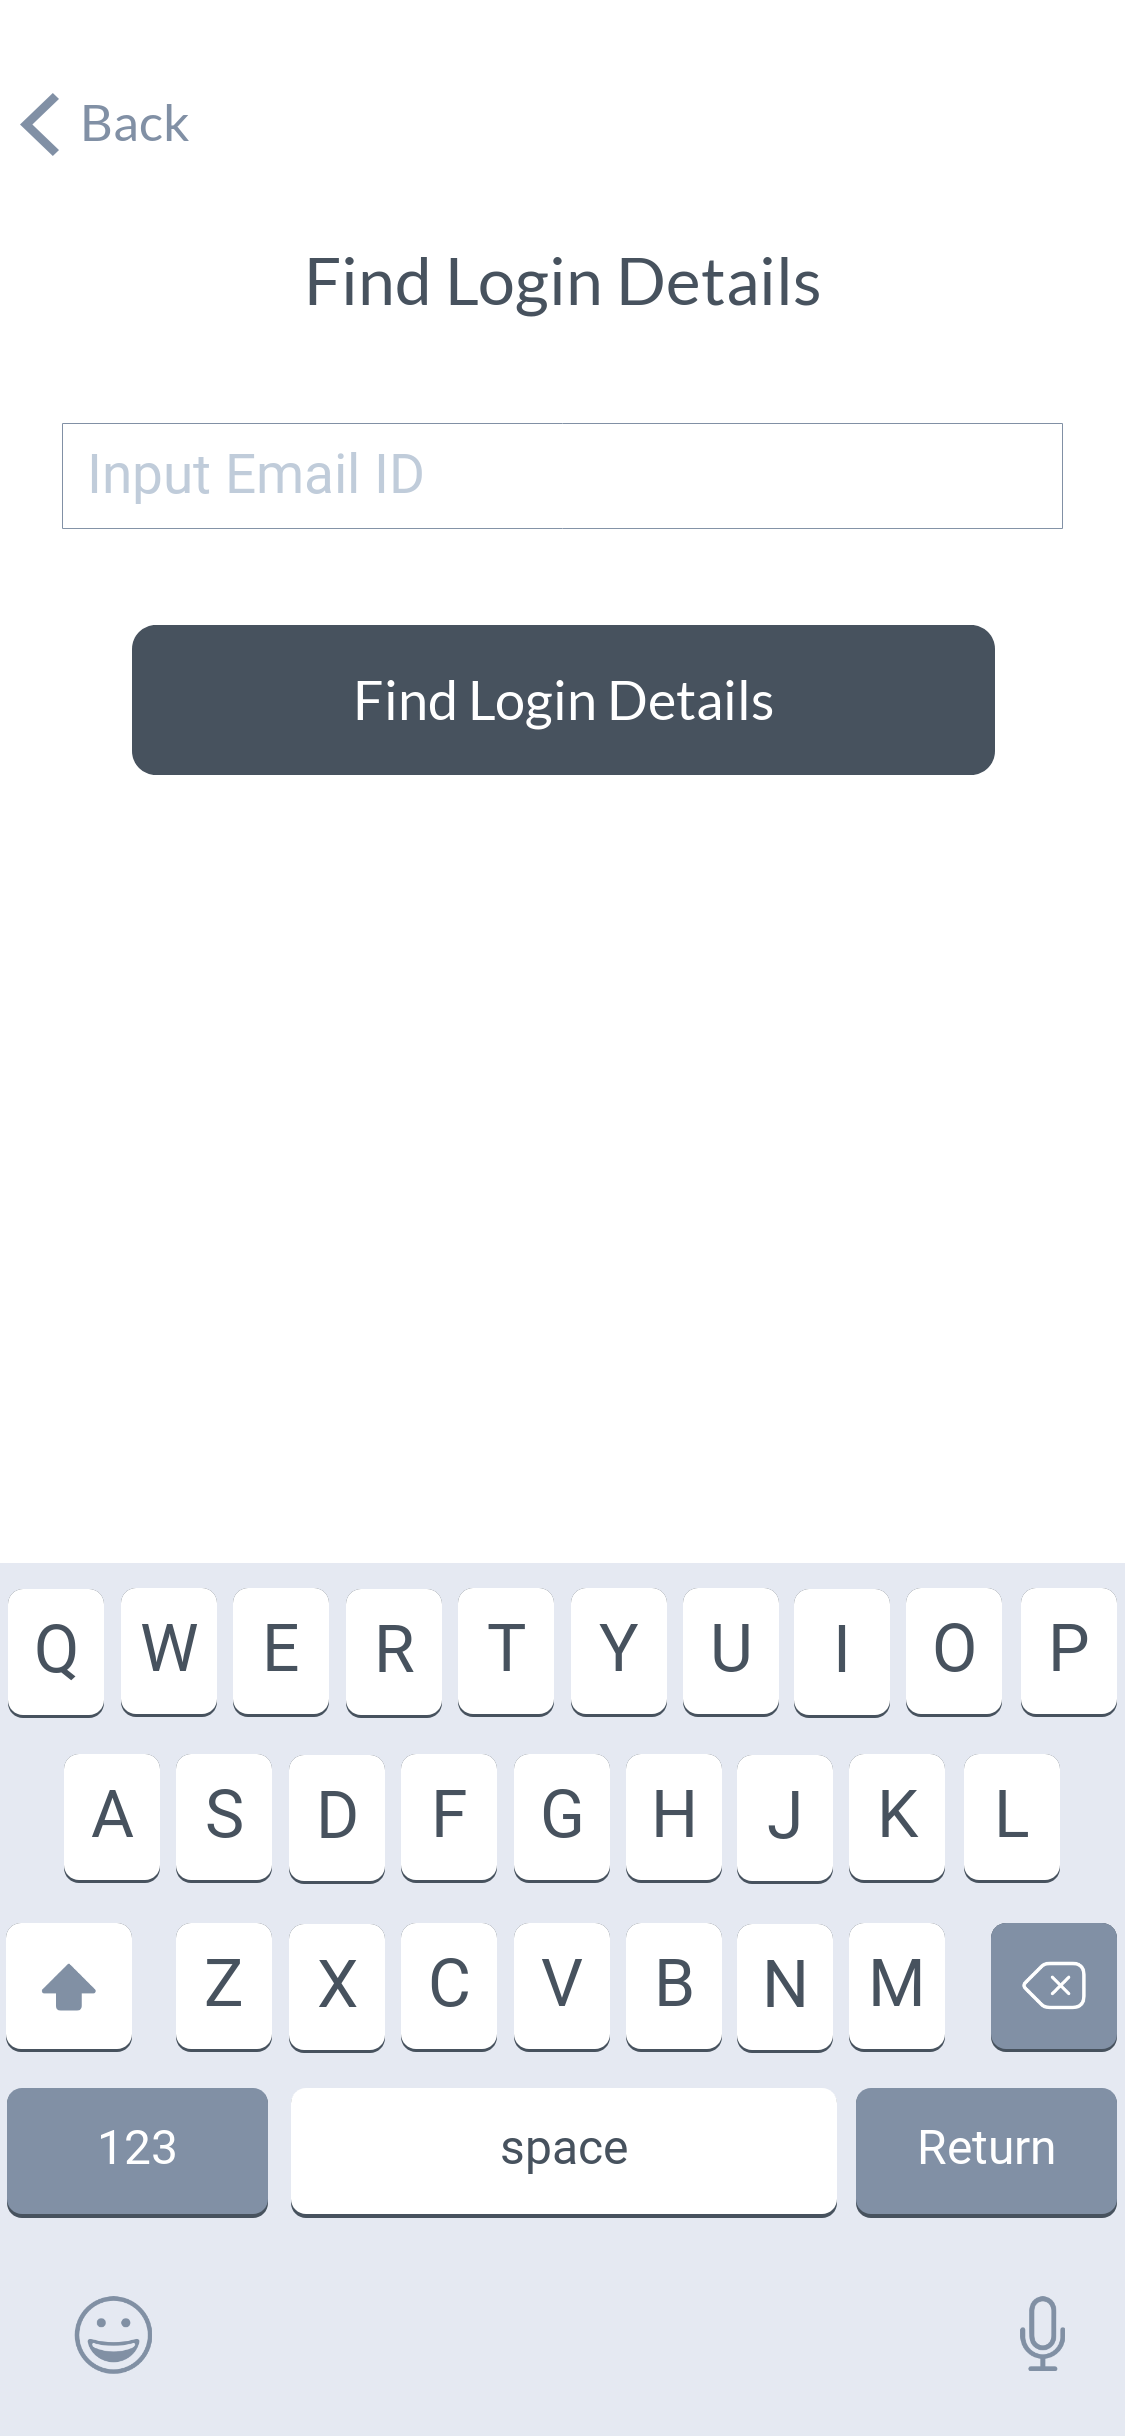 Back
Find Login Details
Input Email ID
Find Login Details
Q W E R T Y U I O P
A S D F G H J K L
Z X C V B N M
123 space Return